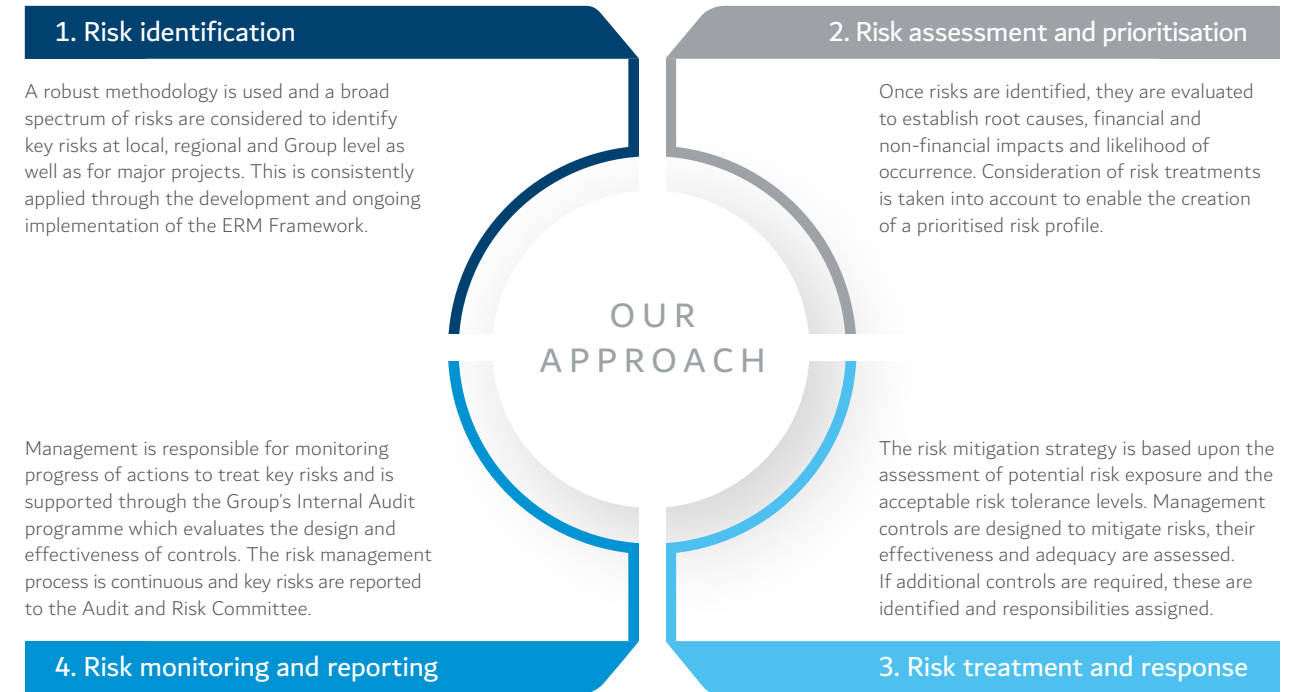 1. Risk identification
A robust methodology is used and a broad
spectrum of risks are considered to identify
key risks at local, regional and Group level as
well as for major projects. This is consistently
applied through the development and ongoing
implementation of the ERM Framework.
2. Risk assessment and prioritisation
Once risks are identified, they are evaluated
to establish root causes, financial and
non-financial impacts and likelihood of
occurrence. Consideration of risk treatments
is taken into account to enable the creation
of a prioritised risk profile.
OUR
APPROACH
The risk mitigation strategy is based upon the
assessment of potential risk exposure and the
acceptable risk tolerance levels. Management
controls are designed to mitigate risks, their
effectiveness and adequacy are assessed.
If additional controls are required, these are
identified and responsibilities assigned.
3. Risk treatment and response
Management is responsible for monitoring
progress of actions to treat key risks and is
supported through the Group's Internal Audit
programme which evaluates the design and
effectiveness of controls. The risk management
process is continuous and key risks are reported
to the Audit and Risk Committee.
4. Risk monitoring and reporting